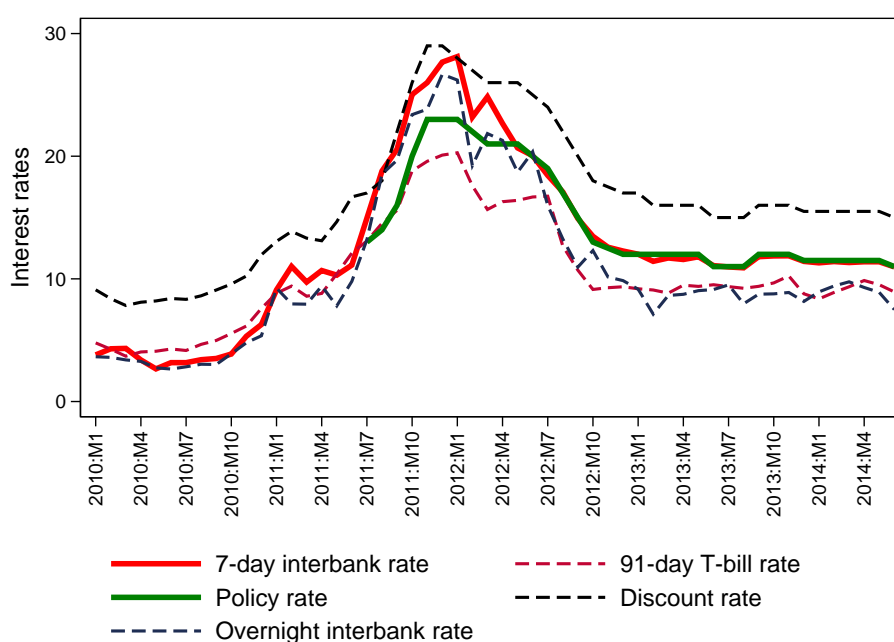 Interest rates
30
20
10
0
2010:M1
2010:M4
2010:M7
2010:M10
2011:M1
2011:M4
2011:M7
2011:M10
2012:M1
2012:M4
2012:M7
2012:M10
2013:M1
2013:M4
2013:M7
2013:M10
2014:M1
2014:M4
7-day interbank rate
91-day T-bill rate
Policy rate
Discount rate
Overnight interbank rate